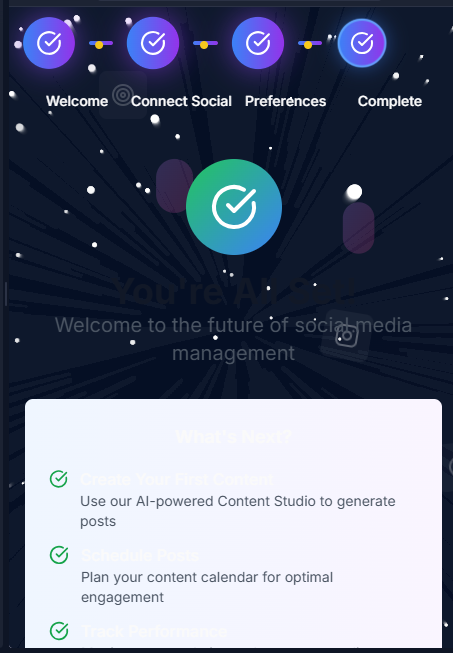 Welcome Connect Social Preferences Complete
You're All Set!
Welcome to the future of social media
management
What's Next?
Create Your First Content
Use our AI-powered Content Studio to generate
posts
Schedule Posts
Plan your content calendar for optimal
engagement
Track Performance